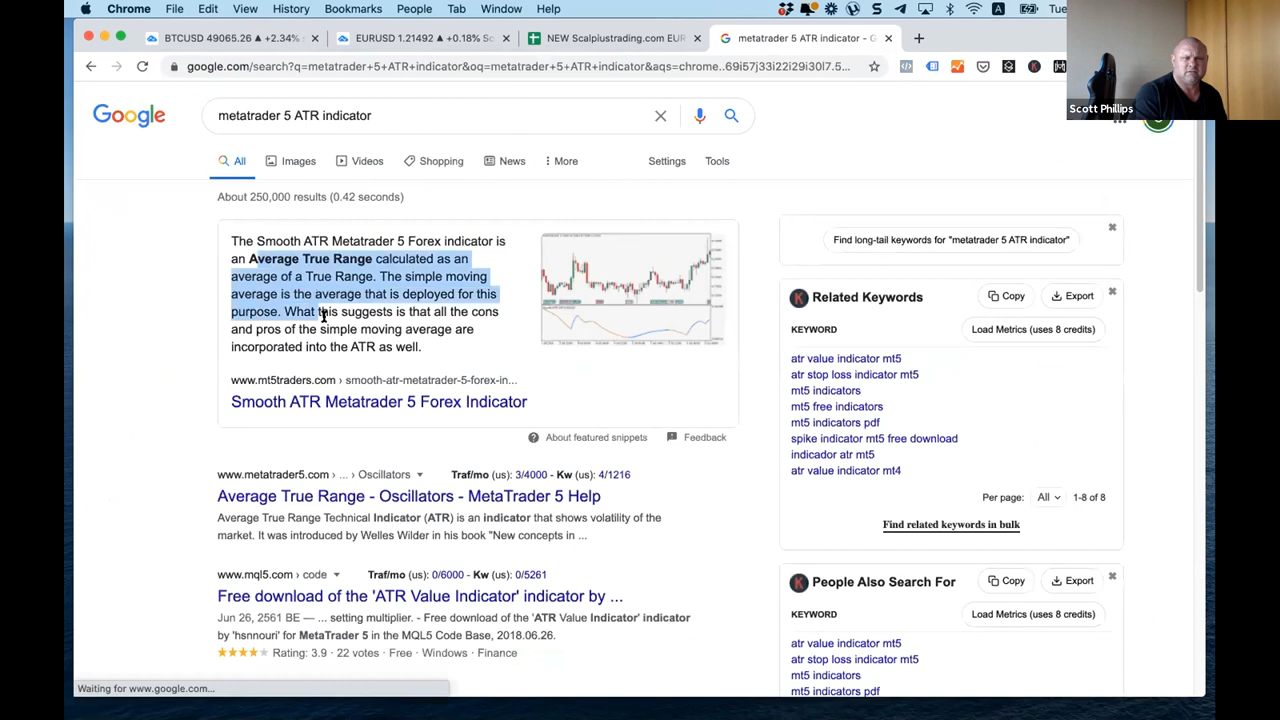 Chrome File Edit View History Bookmarks People Tab Window Help Tue
BTCUSD 49065.26 ▲ +2.34%
EURUSD 1.21492 ▲ +0.18% Sc
NEW Scalpiustrading.com EUR
metatrader 5 ATR indicator - G
google.com/search?q=metatrader+5+ATR+indicator&oq=metatrader+5+ATR+indicator&aqs=chrome..69i57j33i22i29i30l7.5...
Scott Phillips
Google
metatrader 5 ATR indicator
All Images Videos Shopping News More Settings Tools
About 250,000 results (0.42 seconds)
The Smooth ATR Metatrader 5 Forex indicator is
an Average True Range calculated as an
average of a True Range. The simple moving
average is the average that is deployed for this
purpose. What this suggests is that all the cons
and pros of the simple moving average are
incorporated into the ATR as well.
www.mt5traders.com › smooth-atr-metatrader-5-forex-in...
Smooth ATR Metatrader 5 Forex Indicator
About featured snippets Feedback
www.metatrader5.com › ... › Oscillators Traf/mo (us): 3/4000 - Kw (us): 4/1216
Average True Range - Oscillators - MetaTrader 5 Help
Average True Range Technical Indicator (ATR) is an indicator that shows volatility of the
market. It was introduced by Welles Wilder in his book "New concepts in ...
www.mql5.com › code Traf/mo (us): 0/6000 - Kw (us): 0/5261
Free download of the 'ATR Value Indicator' indicator by ...
Jun 26, 2561 BE — ... setting multiplier. - Free download of the 'ATR Value Indicator' indicator
by 'hsnnouri' for MetaTrader 5 in the MQL5 Code Base, 2018.06.26.
Rating: 3.9 · 22 votes · Free · Windows · Finance
Find long-tail keywords for "metatrader 5 ATR indicator"
Related Keywords Copy Export
KEYWORD Load Metrics (uses 8 credits)
atr value indicator mt5
atr stop loss indicator mt5
mt5 indicators
mt5 free indicators
mt5 indicators pdf
spike indicator mt5 free download
indicador atr mt5
atr value indicator mt4
Per page: All 1-8 of 8
Find related keywords in bulk
People Also Search For Copy Export
KEYWORD Load Metrics (uses 8 credits)
atr value indicator mt5
atr stop loss indicator mt5
mt5 indicators
mt5 indicators pdf
Waiting for www.google.com...